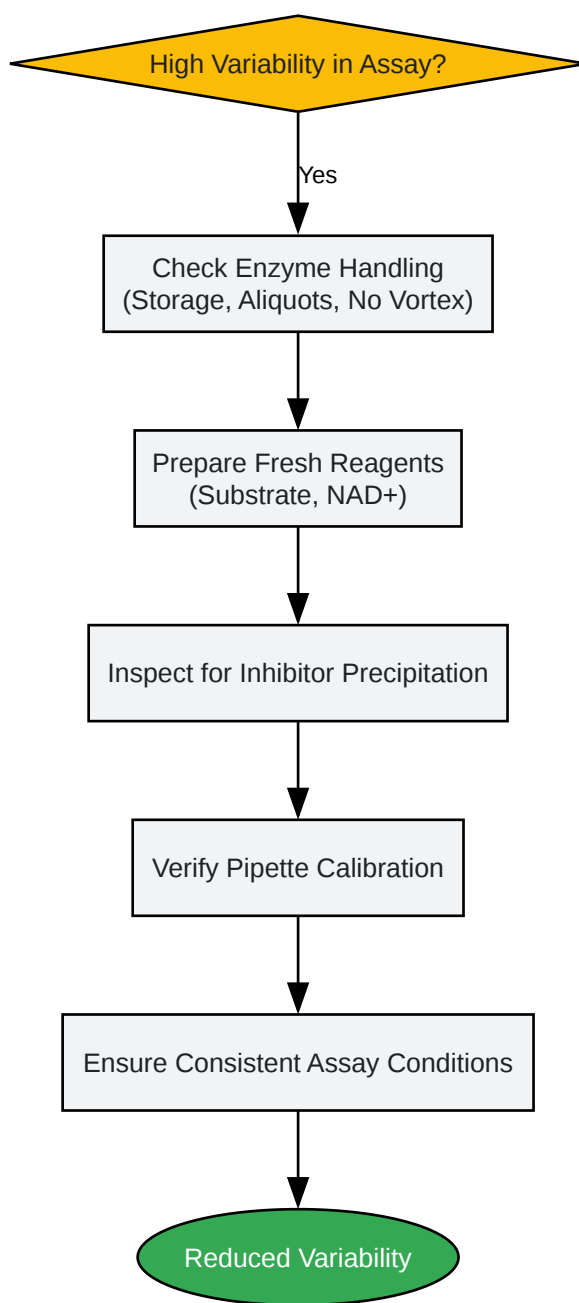 High Variability in Assay?
Yes
Check Enzyme Handling
(Storage, Aliquots, No Vortex)
Prepare Fresh Reagents
(Substrate, NAD+)
Inspect for Inhibitor Precipitation
Verify Pipette Calibration
Ensure Consistent Assay Conditions
Reduced Variability